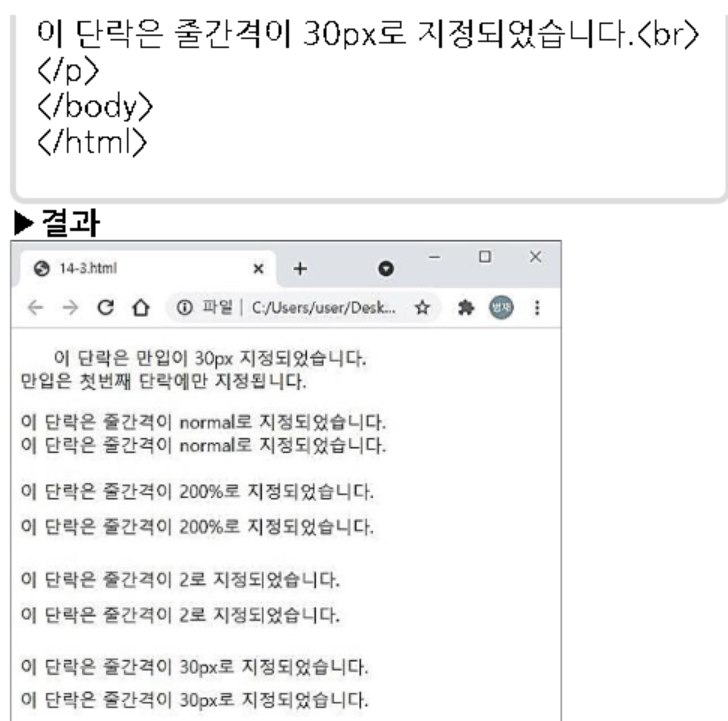 이 단락은 줄간격이 30px로 지정되었습니다.<br>
</p>
</body>
</html>
▶결과
14-3.html
파일 | C:/Users/user/Desk...
범재
이 단락은 만입이 30px 지정되었습니다.
만입은 첫번째 단락에만 지정됩니다.
이 단락은 줄간격이 normal로 지정되었습니다.
이 단락은 줄간격이 normal로 지정되었습니다.
이 단락은 줄간격이 200%로 지정되었습니다.
이 단락은 줄간격이 200%로 지정되었습니다.
이 단락은 줄간격이 2로 지정되었습니다.
이 단락은 줄간격이 2로 지정되었습니다.
이 단락은 줄간격이 30px로 지정되었습니다.
이 단락은 줄간격이 30px로 지정되었습니다.